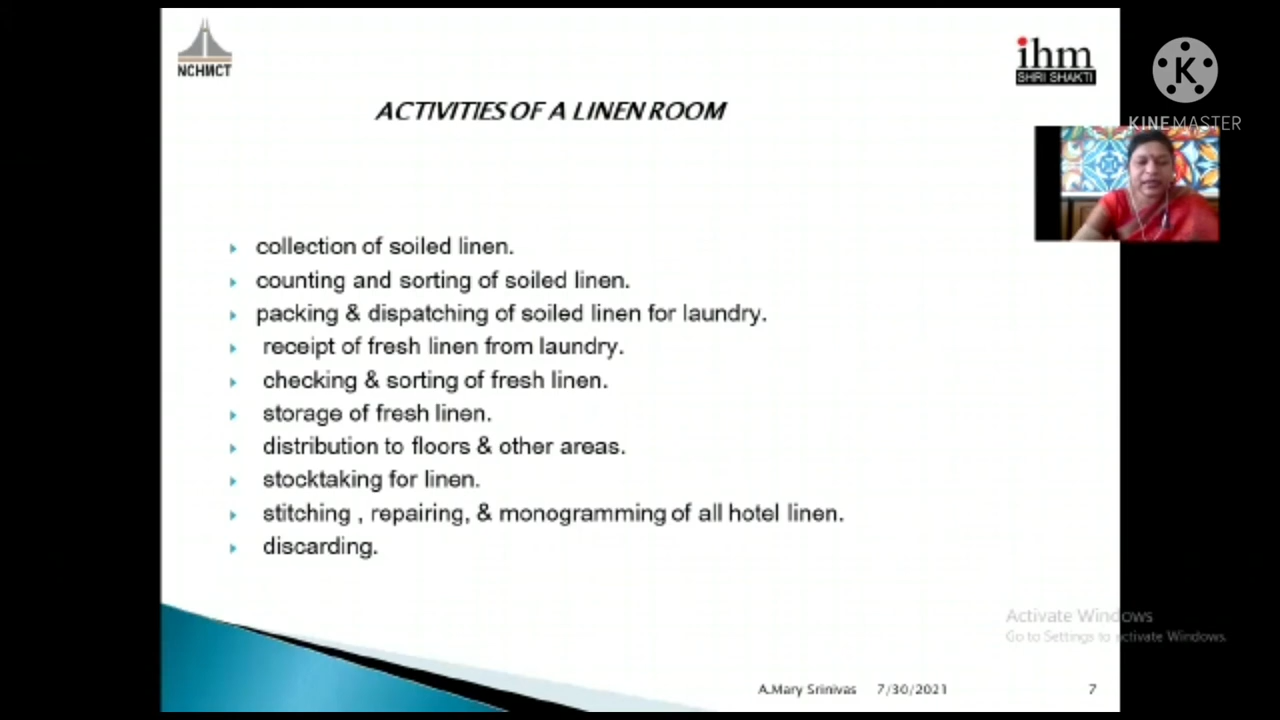 NCHMCT
ihm
SHRI SHAKTI
KINEMASTER
ACTIVITIES OF A LINEN ROOM
collection of soiled linen.
counting and sorting of soiled linen.
packing & dispatching of soiled linen for laundry.
receipt of fresh linen from laundry.
checking & sorting of fresh linen.
storage of fresh linen.
distribution to floors & other areas.
stocktaking for linen.
stitching , repairing, & monogramming of all hotel linen.
discarding.
Activate Windows
Go to Settings to activate Windows.
A.Mary Srinivas 7/30/2021 7